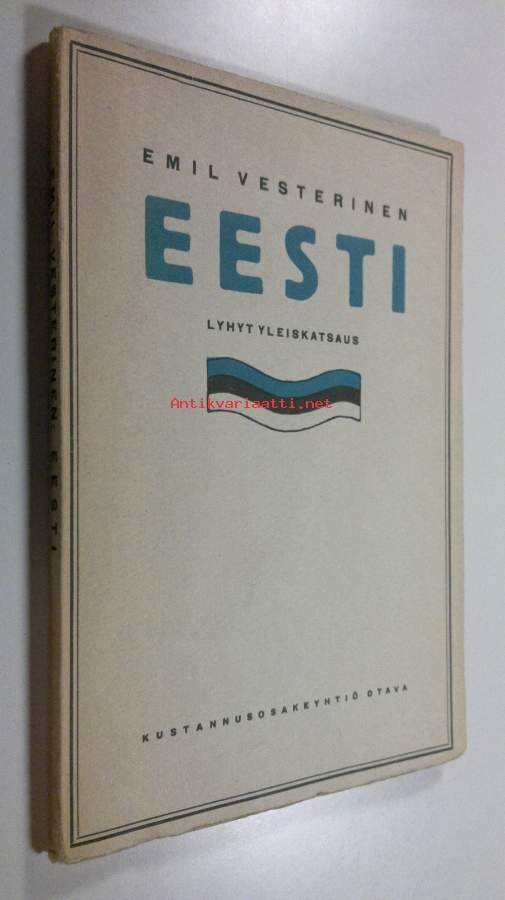 EMIL VESTERINEN
EESTI
LYHYT YLEISKATSAUS
Antikvariaatti.net
KUSTANNUSOSAKEYHTIÖ OTAVA
EMIL VESTERINEN EESTI